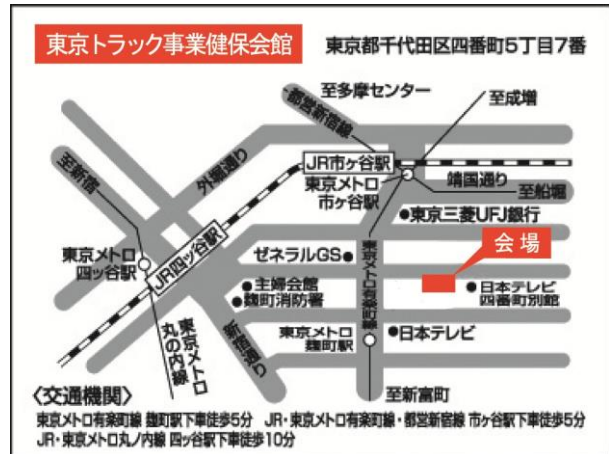 東京トラック事業健保会館
東京都千代田区四番町5丁目7番
至多摩センター
至成増
都営新宿線
外堀通り
JR市ヶ谷駅
至新宿
東京メトロ
市ヶ谷駅
靖国通り
至船堀
●東京三菱UFJ銀行
会場
東京メトロ
四ッ谷駅
JR四ッ谷駅
ゼネラルGS●
●主婦会館
●麹町消防署
東京メトロ有楽町線
●日本テレビ
四番町別館
東京メトロ
丸の内線
新宿通り
東京メトロ
麹町駅
●日本テレビ
至新富町
〈交通機関〉
東京メトロ有楽町線 麹町駅下車徒歩5分 JR・東京メトロ有楽町線・都営新宿線 市ヶ谷駅下車徒歩5分
JR・東京メトロ丸ノ内線 四ッ谷駅下車徒歩10分